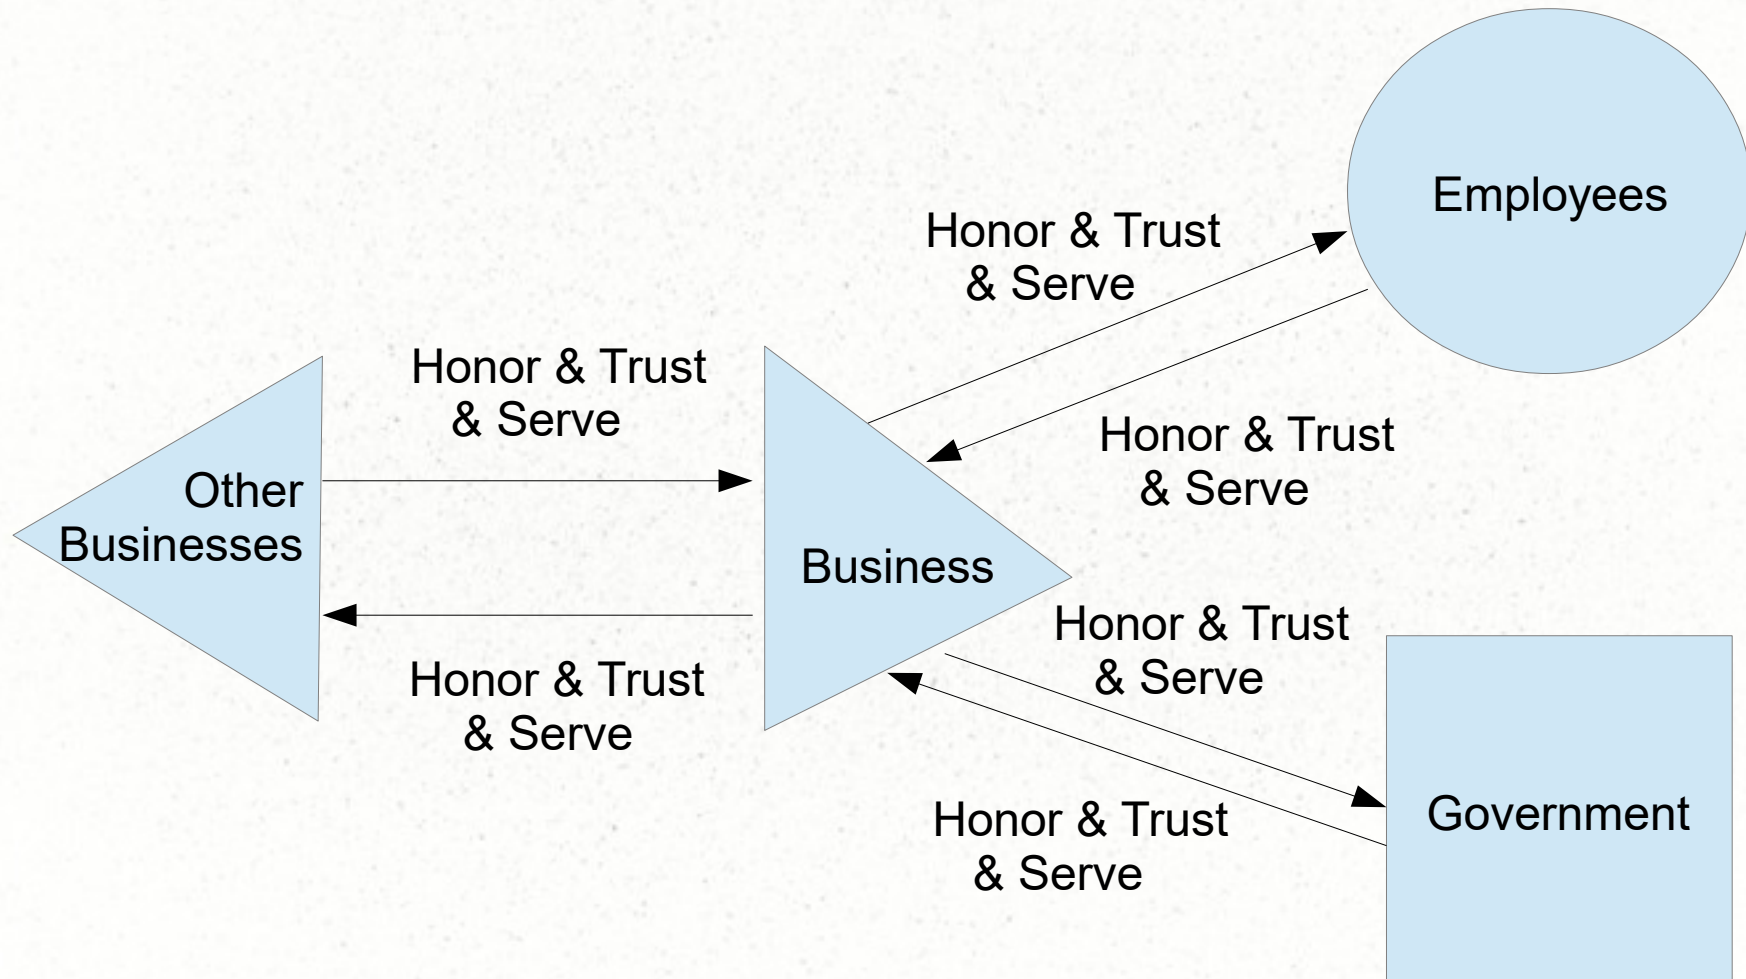 Employees
Honor & Trust
& Serve
Honor & Trust
& Serve
Honor & Trust
& Serve
Other
Businesses
Business
Honor & Trust
& Serve
Honor & Trust
& Serve
Government
Honor & Trust
& Serve